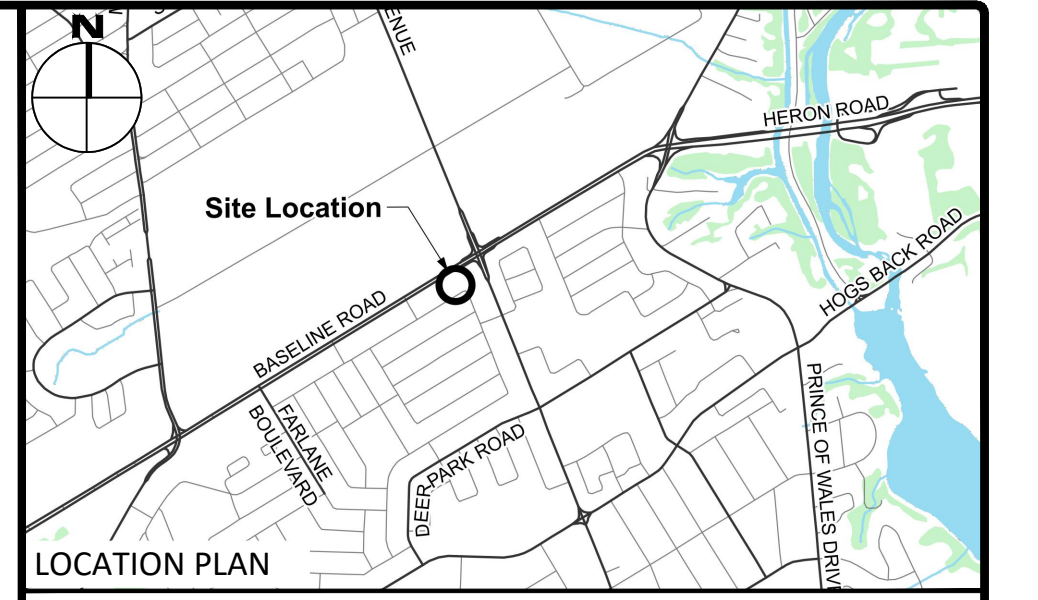 N
ENUE
HERON ROAD
Site Location
HOGS BACK ROAD
BASELINE ROAD
FARLANE
BOULEVARD
PRINCE OF WALES DRIV
DEER PARK ROAD
LOCATION PLAN